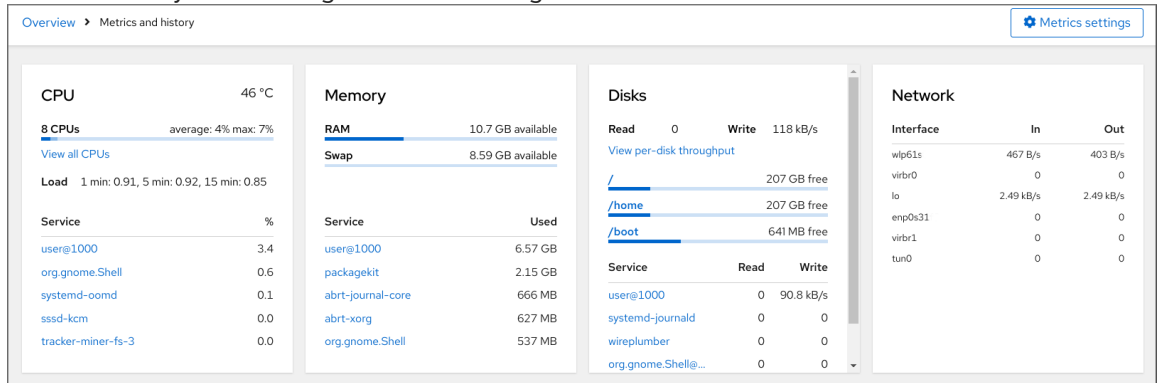 Overview > Metrics and history
Metrics settings
CPU 46 °C
8 CPUs average: 4% max: 7%
View all CPUs
Load 1 min: 0.91, 5 min: 0.92, 15 min: 0.85
Service %
user@1000 3.4
org.gnome.Shell 0.6
systemd-oomd 0.1
sssd-kcm 0.0
tracker-miner-fs-3 0.0
Memory
RAM 10.7 GB available
Swap 8.59 GB available
Service Used
user@1000 6.57 GB
packagekit 2.15 GB
abrt-journal-core 666 MB
abrt-xorg 627 MB
org.gnome.Shell 537 MB
Disks
Read 0 Write 118 kB/s
View per-disk throughput
/ 207 GB free
/home 207 GB free
/boot 641 MB free
Service Read Write
user@1000 0 90.8 kB/s
systemd-journald 0 0
wireplumber 0 0
org.gnome.Shell@... 0 0
Network
Interface In Out
wlp61s 467 B/s 403 B/s
virbr0 0 0
lo 2.49 kB/s 2.49 kB/s
enp0s31 0 0
virbr1 0 0
tun0 0 0